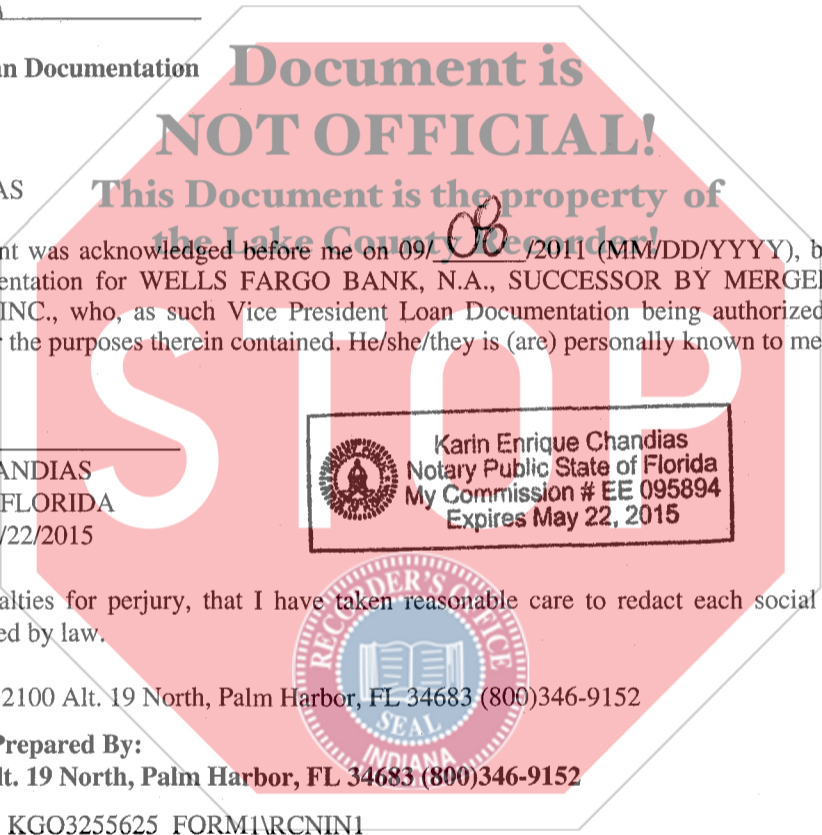 an Documentation
Document is
NOT OFFICIAL!
This Document is the property of
the Lake County Recorder!
AS
nt was acknowledged before me on 09/ 08 /2011 (MM/DD/YYYY), b
entation for WELLS FARGO BANK, N.A., SUCCESSOR BY MERGE
INC., who, as such Vice President Loan Documentation being authorized
the purposes therein contained. He/she/they is (are) personally known to me
STOP
ANDIAS
FLORIDA
/22/2015
Karin Enrique Chandias
Notary Public State of Florida
My Commission # EE 095894
Expires May 22, 2015
alties for perjury, that I have taken reasonable care to redact each social
ed by law.
RECORDER'S OFFICE
SEAL
INDIANA
2100 Alt. 19 North, Palm Harbor, FL 34683 (800)346-9152
Prepared By:
lt. 19 North, Palm Harbor, FL 34683 (800)346-9152
KGO3255625 FORM1\RCNIN1